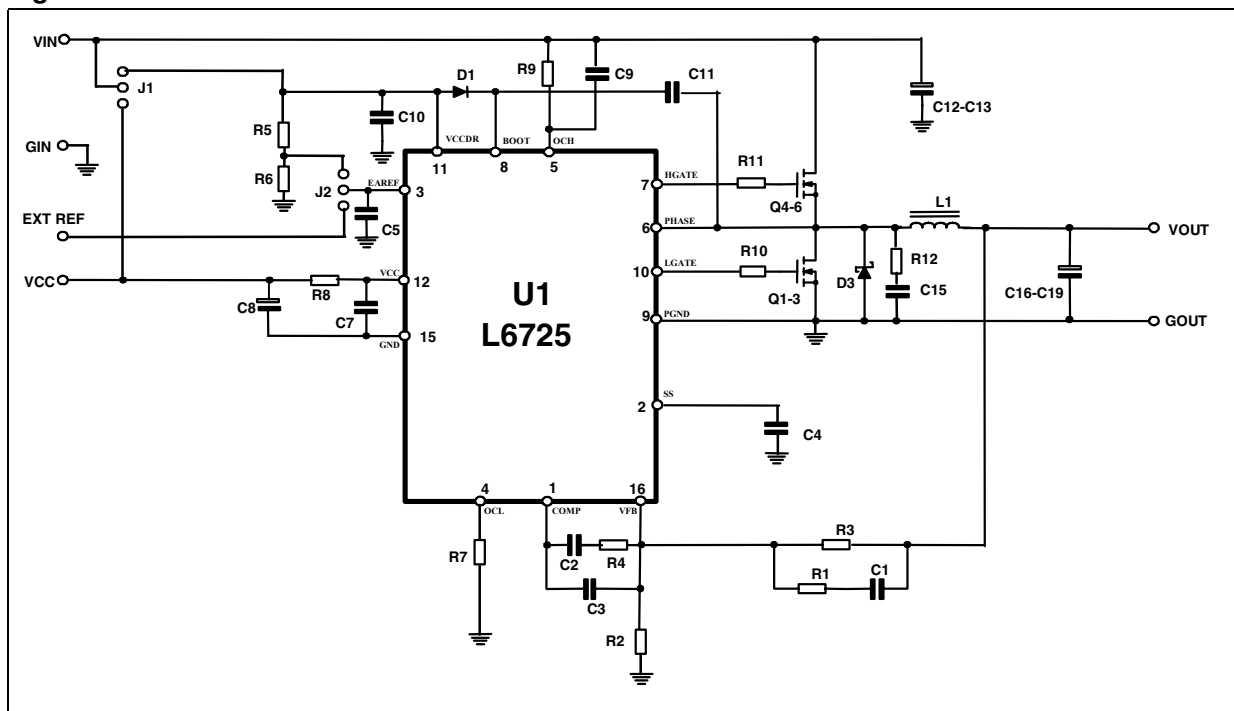 VIN
J1
R9
C9
D1
C11
C12-C13
C10
R5
VCCDR
BOOT
OCH
GIN
11
8
5
R11
R6
J2
EAREF
3
7
HGATE
Q4-6
L1
EXT REF
C5
6
PHASE
VOUT
R10
R12
10
LGATE
D3
VCC
VCC
12
R8
C8
C7
U1
L6725
Q1-3
C15
C16-C19
9
PGND
GOUT
15
GND
SS
2
C4
4
OCL
1
COMP
16
VFB
R3
R7
C2
R4
R1
C1
C3
R2